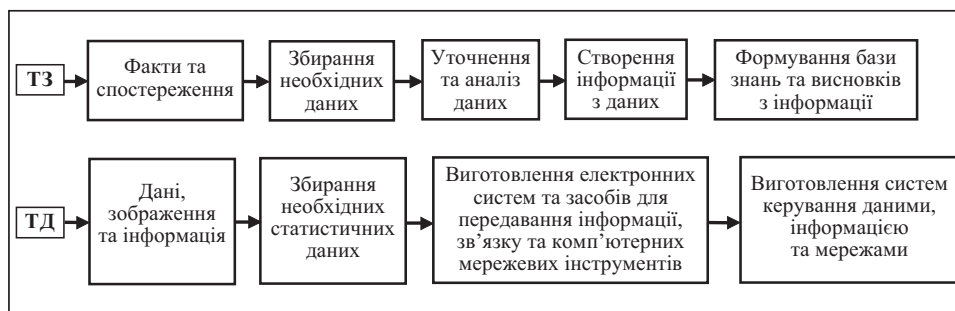 ТЗ
Факти та
спостереження
Збирання
необхідних
даних
Уточнення
та аналіз
даних
Створення
інформації
з даних
Формування бази
знань та висновків
з інформації
ТД
Дані,
зображення
та інформація
Збирання
необхідних
статистичних
даних
Виготовлення електронних
систем та засобів для
передавання інформації,
зв’язку та комп’ютерних
мережевих інструментів
Виготовлення систем
керування даними,
інформацією
та мережами